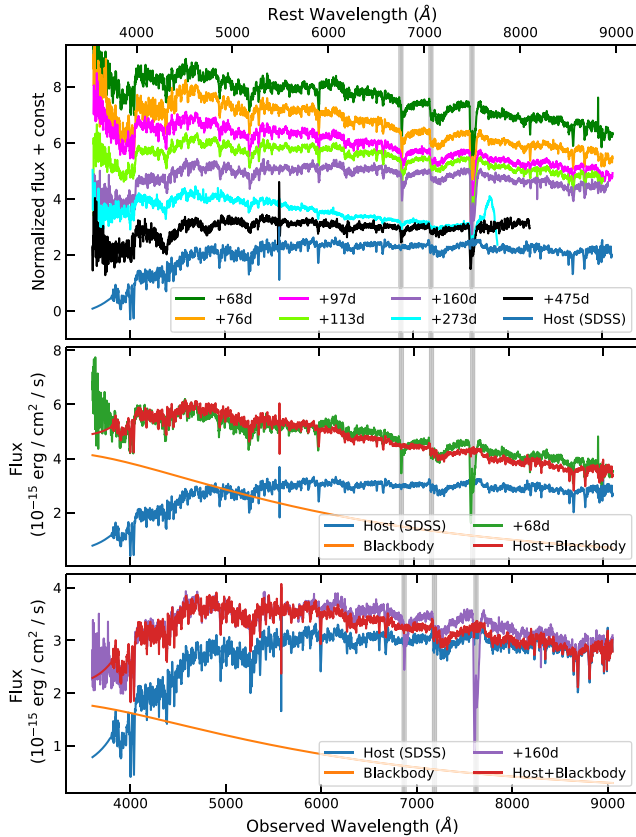 Rest Wavelength (Å)
4000 5000 6000 7000 8000 9000
Normalized flux + const
8
6
4
2
0
+68d +97d +160d +475d
+76d +113d +273d Host (SDSS)
Flux
(10⁻¹⁵ erg / cm² / s)
8
6
4
2
Host (SDSS) +68d
Blackbody Host+Blackbody
Flux
(10⁻¹⁵ erg / cm² / s)
4
3
2
1
Host (SDSS) +160d
Blackbody Host+Blackbody
4000 5000 6000 7000 8000 9000
Observed Wavelength (Å)